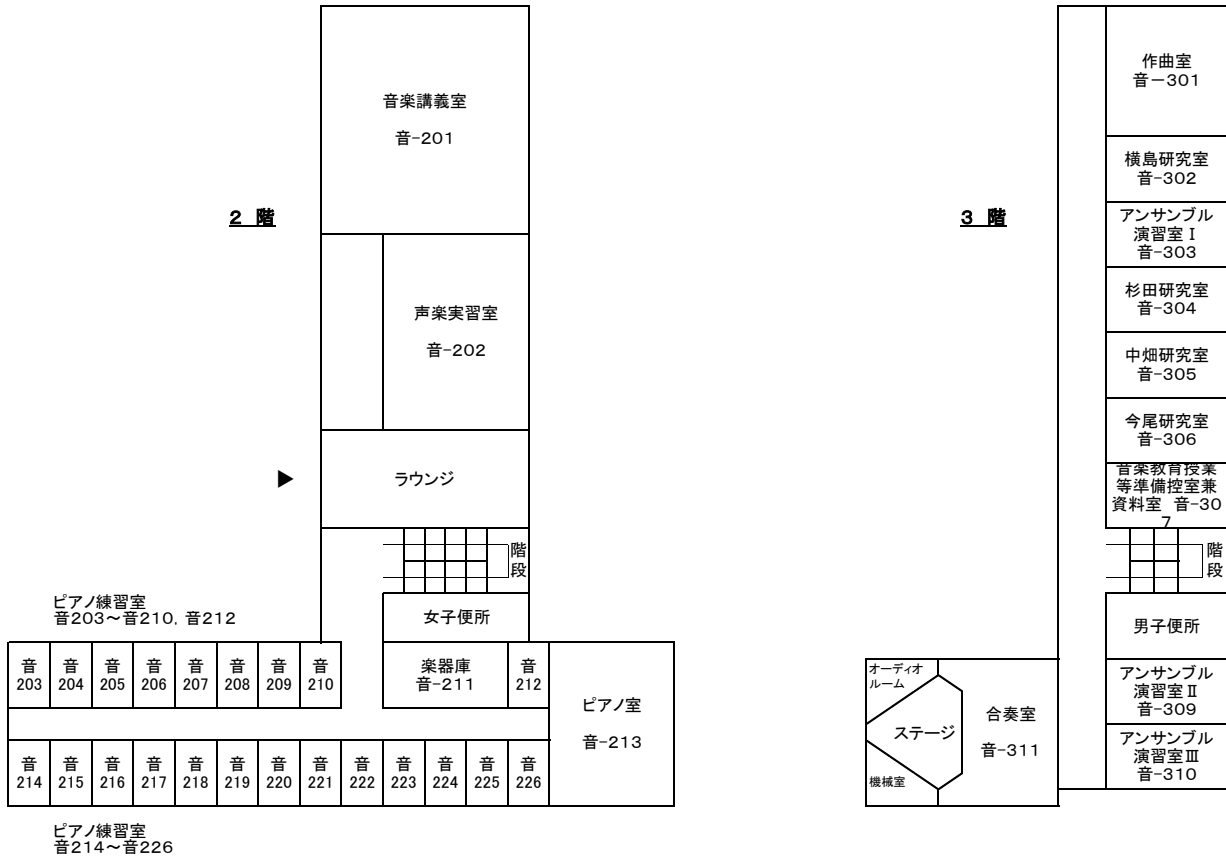 ２ 階
音楽講義室
音-201
声楽実習室
音-202
▶
ラウンジ
階
段
女子便所
ピアノ練習室
音203～音210, 音212
音
203
音
204
音
205
音
206
音
207
音
208
音
209
音
210
楽器庫
音-211
音
212
ピアノ室
音-213
音
214
音
215
音
216
音
217
音
218
音
219
音
220
音
221
音
222
音
223
音
224
音
225
音
226
ピアノ練習室
音214～音226
３ 階
作曲室
音－301
横島研究室
音-302
アンサンブル
演習室Ⅰ
音-303
杉田研究室
音-304
中畑研究室
音-305
今尾研究室
音-306
音楽教育授業
等準備控室兼
資料室 音-30
7
階
段
男子便所
アンサンブル
演習室Ⅱ
音-309
アンサンブル
演習室Ⅲ
音-310
オーディオ
ルーム
ステージ
機械室
合奏室
音-311